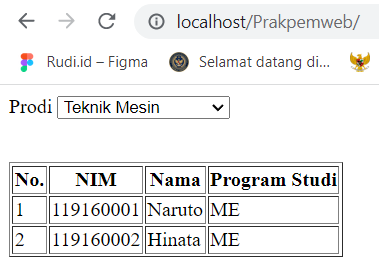 localhost/Prakpemweb/
Rudi.id – Figma Selamat datang di...
Prodi Teknik Mesin
No. NIM Nama Program Studi
1 119160001 Naruto ME
2 119160002 Hinata ME